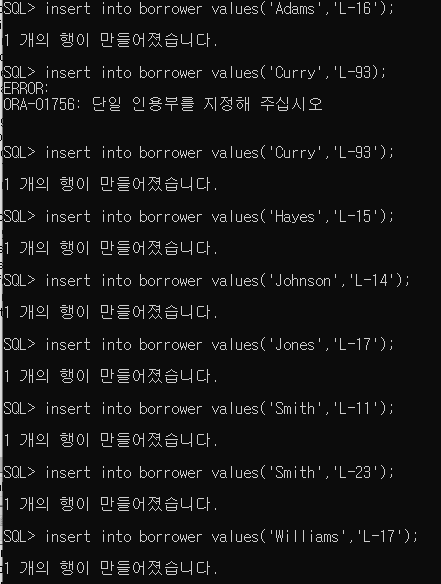 SQL> insert into borrower values('Adams','L-16');
1 개의 행이 만들어졌습니다.
SQL> insert into borrower values('Curry','L-93);
ERROR:
ORA-01756: 단일 인용부를 지정해 주십시오
SQL> insert into borrower values('Curry','L-93');
1 개의 행이 만들어졌습니다.
SQL> insert into borrower values('Hayes','L-15');
1 개의 행이 만들어졌습니다.
SQL> insert into borrower values('Johnson','L-14');
1 개의 행이 만들어졌습니다.
SQL> insert into borrower values('Jones','L-17');
1 개의 행이 만들어졌습니다.
SQL> insert into borrower values('Smith','L-11');
1 개의 행이 만들어졌습니다.
SQL> insert into borrower values('Smith','L-23');
1 개의 행이 만들어졌습니다.
SQL> insert into borrower values('Williams','L-17');
1 개의 행이 만들어졌습니다.